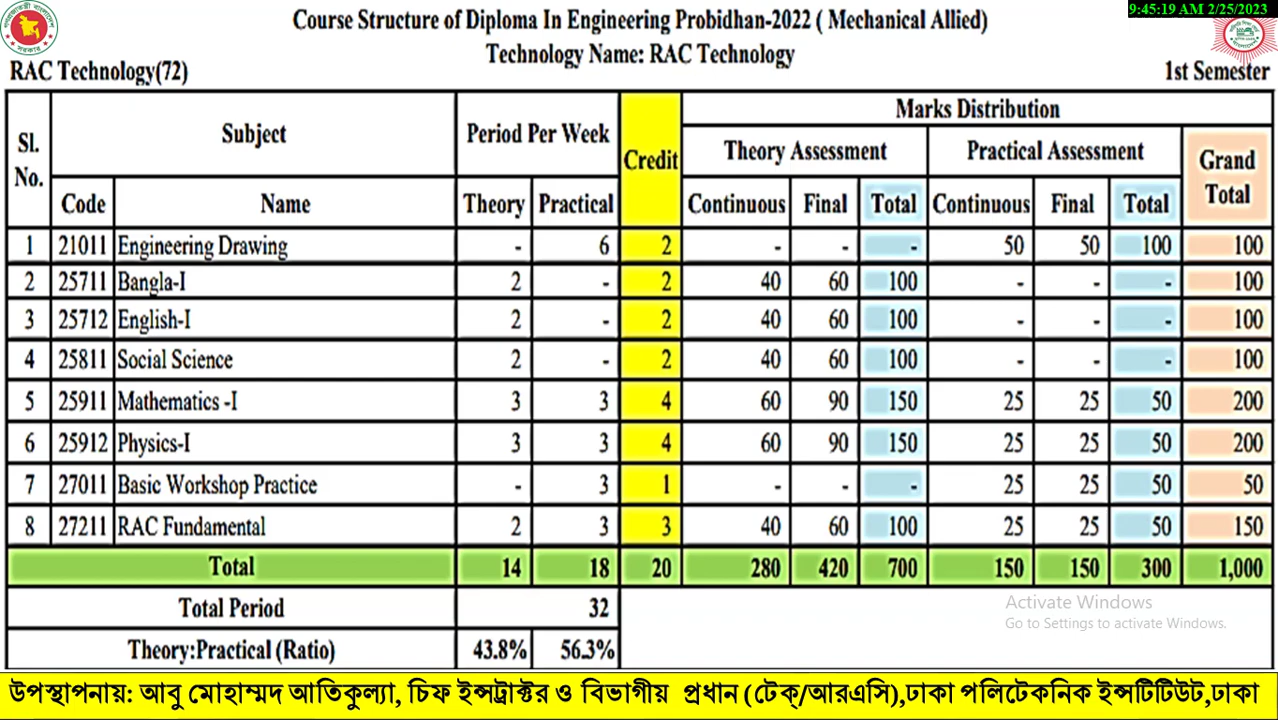 9:45:19 AM 2/25/2023
Course Structure of Diploma In Engineering Probidhan-2022 ( Mechanical Allied)
Technology Name: RAC Technology
RAC Technology(72) 1st Semester
Sl. No. Subject Period Per Week Credit Marks Distribution
Theory Assessment Practical Assessment Grand Total
Code Name Theory Practical Continuous Final Total Continuous Final Total
1 21011 Engineering Drawing - 6 2 - - - 50 50 100 100
2 25711 Bangla-I 2 - 2 40 60 100 - - - 100
3 25712 English-I 2 - 2 40 60 100 - - - 100
4 25811 Social Science 2 - 2 40 60 100 - - - 100
5 25911 Mathematics -I 3 3 4 60 90 150 25 25 50 200
6 25912 Physics-I 3 3 4 60 90 150 25 25 50 200
7 27011 Basic Workshop Practice - 3 1 - - - 25 25 50 50
8 27211 RAC Fundamental 2 3 3 40 60 100 25 25 50 150
Total 14 18 20 280 420 700 150 150 300 1,000
Total Period 32
Theory:Practical (Ratio) 43.8% 56.3%
Activate Windows
Go to Settings to activate Windows.
উপস্থাপনায়: আবু মোহাম্মদ আতিকুল্যা, চিফ ইন্সট্রাক্টর ও বিভাগীয় প্রধান (টেক্/আরএসি),ঢাকা পলিটেকনিক ইন্সটিটিউট,ঢাকা